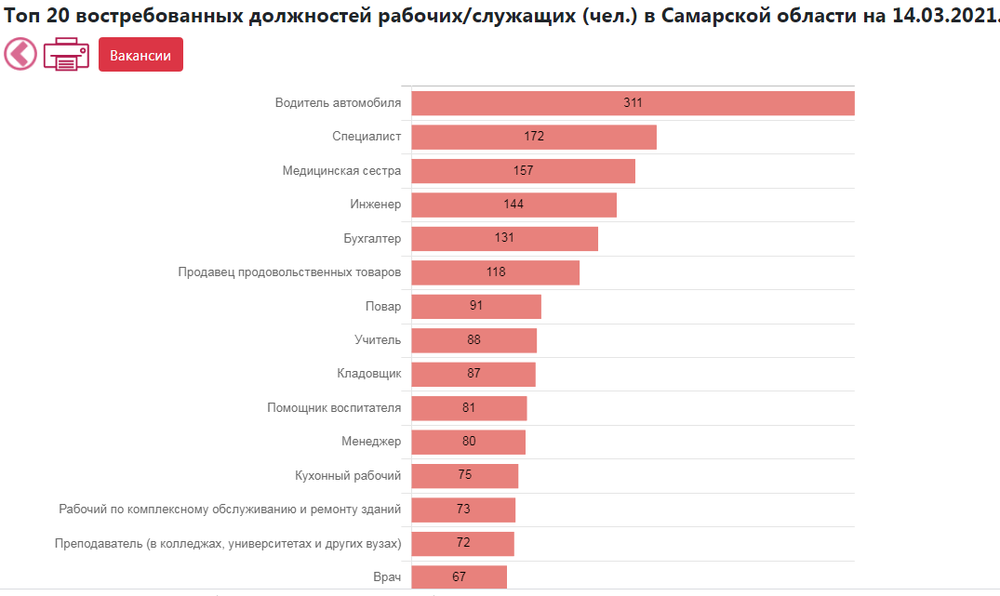 Топ 20 востребованных должностей рабочих/служащих (чел.) в Самарской области на 14.03.2021.
Вакансии
Водитель автомобиля 311
Специалист 172
Медицинская сестра 157
Инженер 144
Бухгалтер 131
Продавец продовольственных товаров 118
Повар 91
Учитель 88
Кладовщик 87
Помощник воспитателя 81
Менеджер 80
Кухонный рабочий 75
Рабочий по комплексному обслуживанию и ремонту зданий 73
Преподаватель (в колледжах, университетах и других вузах) 72
Врач 67